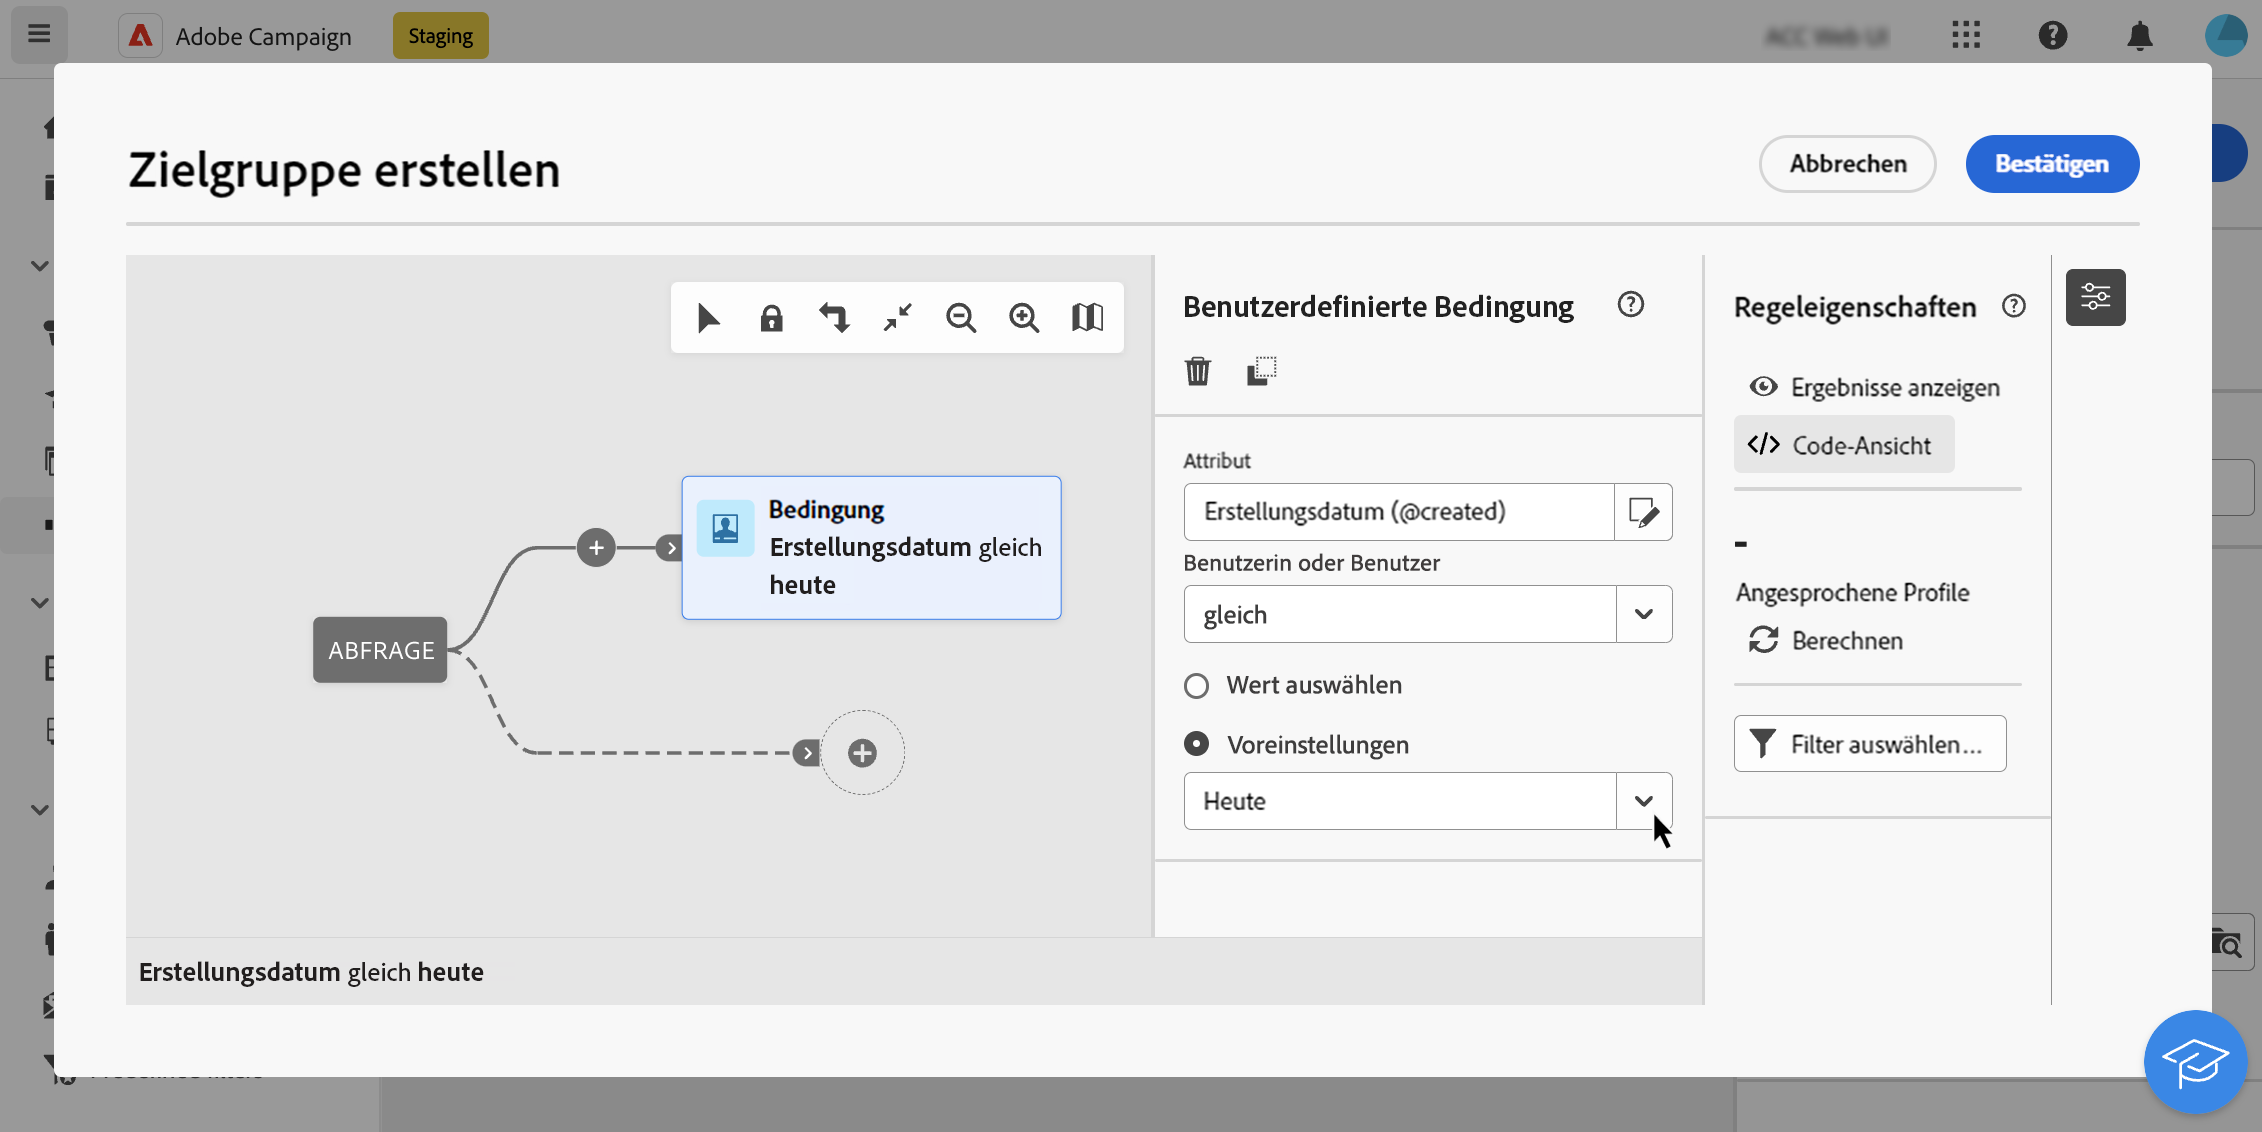 Adobe Campaign
Staging
Zielgruppe erstellen
Abbrechen
Bestätigen
Benutzerdefinierte Bedingung
Regeleigenschaften
Ergebnisse anzeigen
Code-Ansicht
Attribut
Erstellungsdatum (@created)
Bedingung
Erstellungsdatum gleich
heute
Benutzerin oder Benutzer
gleich
ABFRAGE
Angesprochene Profile
Berechnen
Wert auswählen
Voreinstellungen
Filter auswählen...
Heute
Erstellungsdatum gleich heute